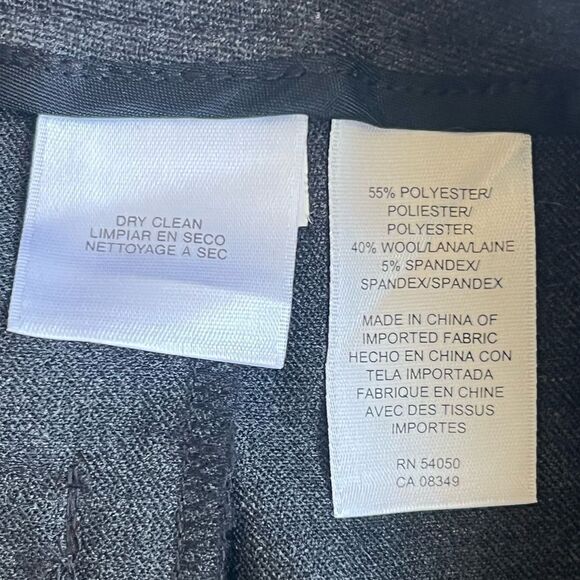 DRY CLEAN
LIMPIAR EN SECO
NETTOYAGE A SEC
55% POLYESTER/
POLIESTER/
POLYESTER
40% WOOL/LANA/LAINE
5% SPANDEX/
SPANDEX/SPANDEX
MADE IN CHINA OF
IMPORTED FABRIC
HECHO EN CHINA CON
TELA IMPORTADA
FABRIQUE EN CHINE
AVEC DES TISSUS
IMPORTES
RN 54050
CA 08349